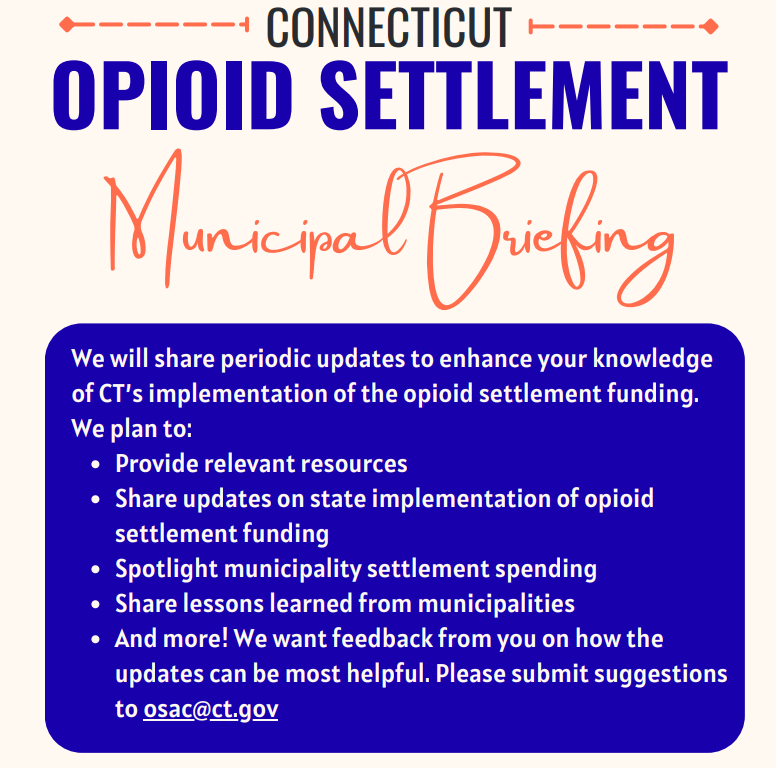 CONNECTICUT
OPIOID SETTLEMENT
Municipal Briefing
We will share periodic updates to enhance your knowledge
of CT's implementation of the opioid settlement funding.
We plan to:
• Provide relevant resources
• Share updates on state implementation of opioid
settlement funding
• Spotlight municipality settlement spending
• Share lessons learned from municipalities
• And more! We want feedback from you on how the
updates can be most helpful. Please submit suggestions
to osac@ct.gov